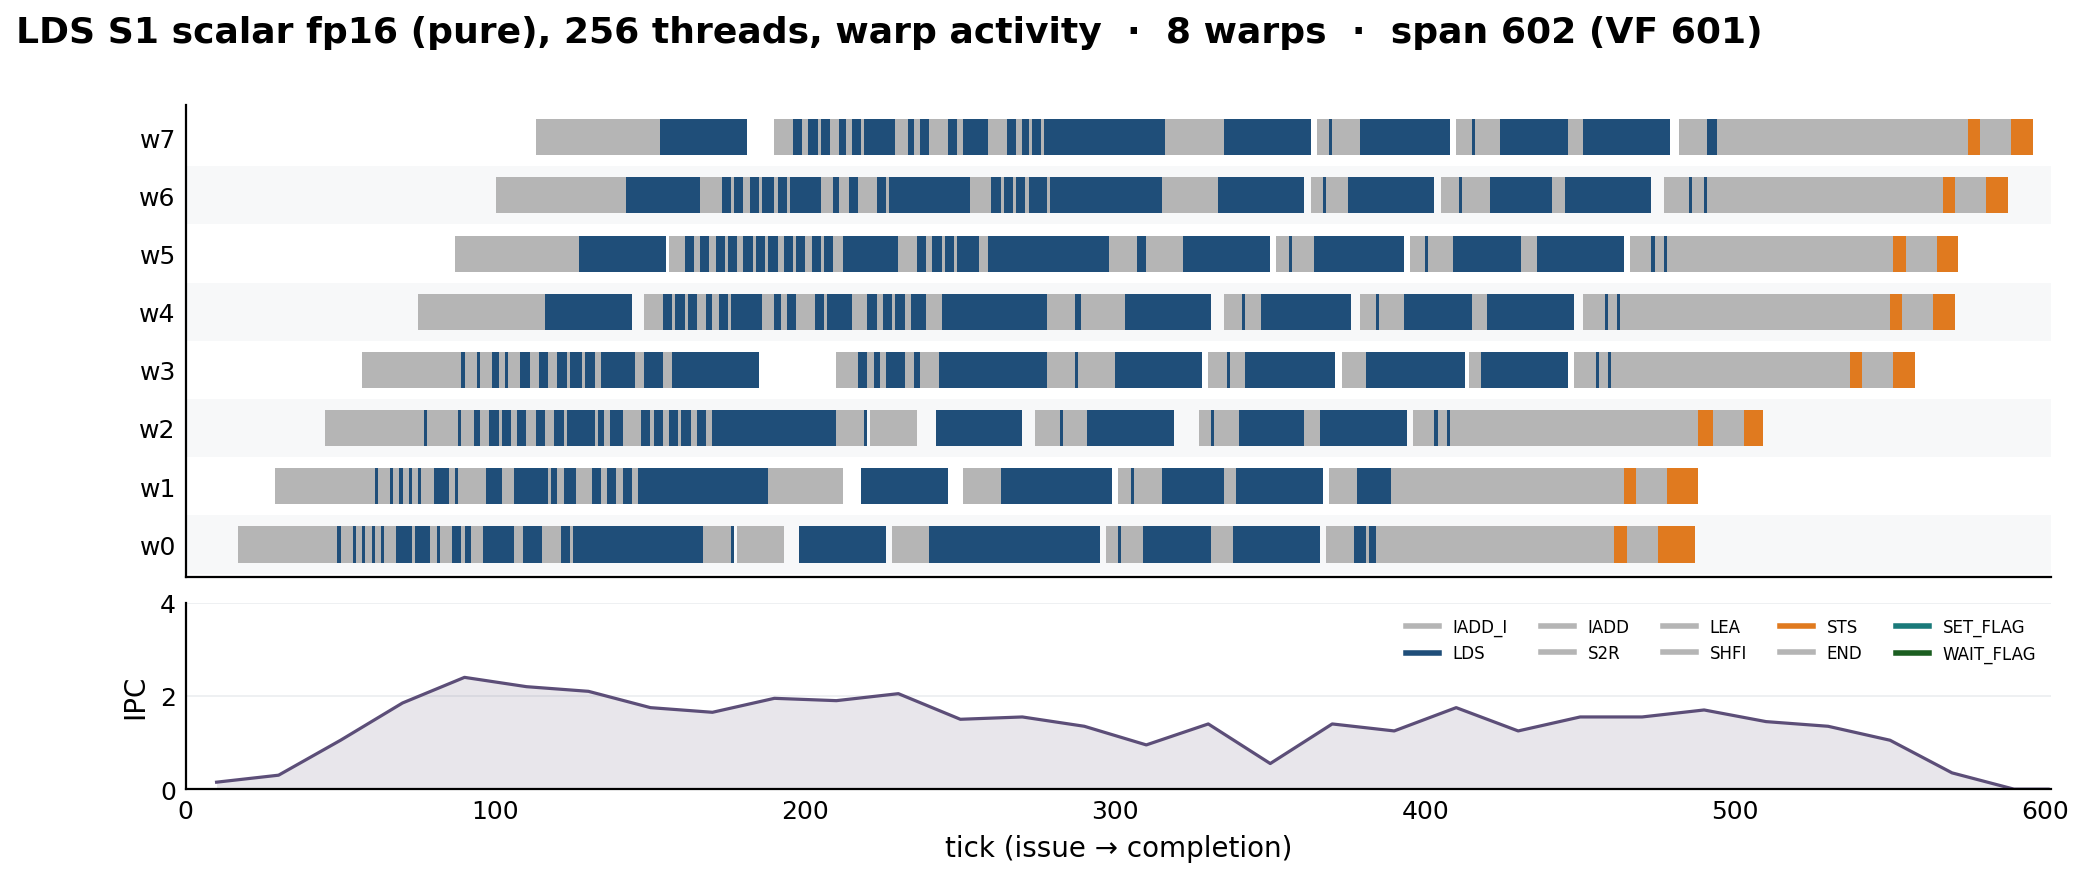 LDS S1 scalar fp16 (pure), 256 threads, warp activity · 8 warps · span 602 (VF 601)
w7
w6
w5
w4
w3
w2
w1
w0
4
2
0
IPC
IADD_I IADD LEA STS SET_FLAG
LDS S2R SHFI END WAIT_FLAG
0 100 200 300 400 500 600
tick (issue → completion)